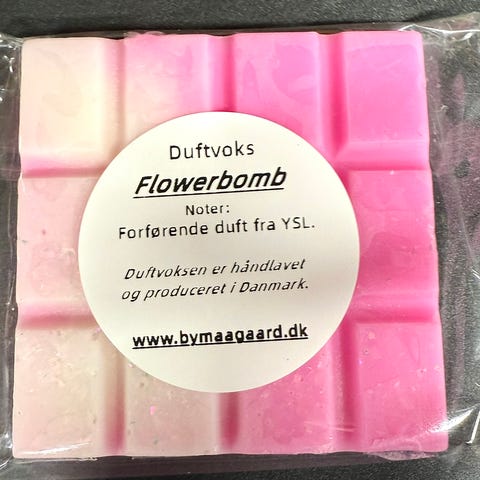 Duftvoks
Flowerbomb
Noter:
Forførende duft fra YSL.
Duftvoksen er håndlavet
og produceret i Danmark.
www.bymaagaard.dk